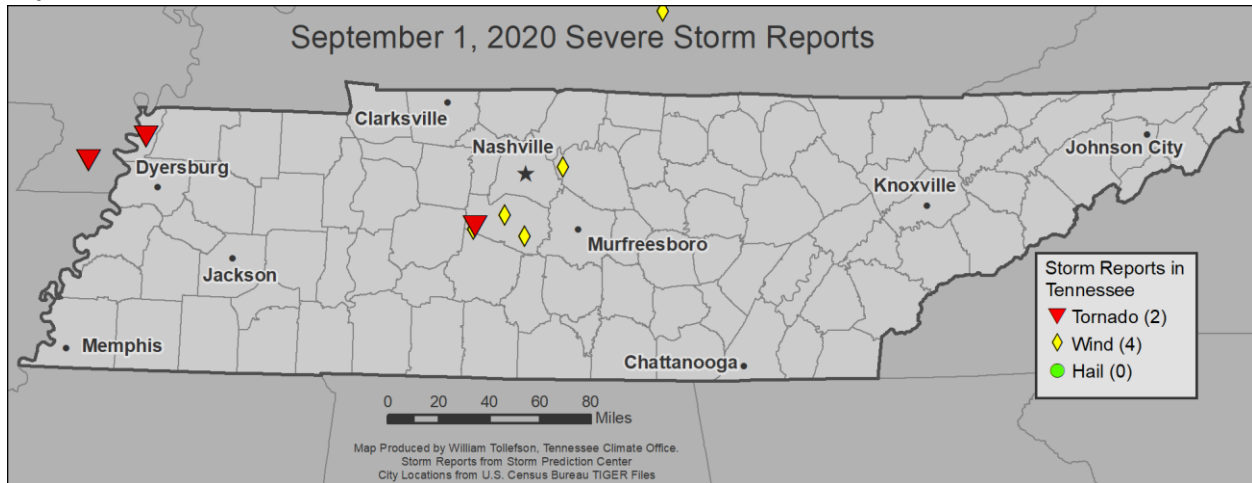 September 1, 2020 Severe Storm Reports
Clarksville
Nashville
Johnson City
Dyersburg
Knoxville
Murfreesboro
Jackson
Storm Reports in
Tennessee
Tornado (2)
Wind (4)
Hail (0)
Memphis
Chattanooga
0 20 40 60 80
Miles
Map Produced by William Tollefson, Tennessee Climate Office.
Storm Reports from Storm Prediction Center
City Locations from U.S. Census Bureau TIGER Files